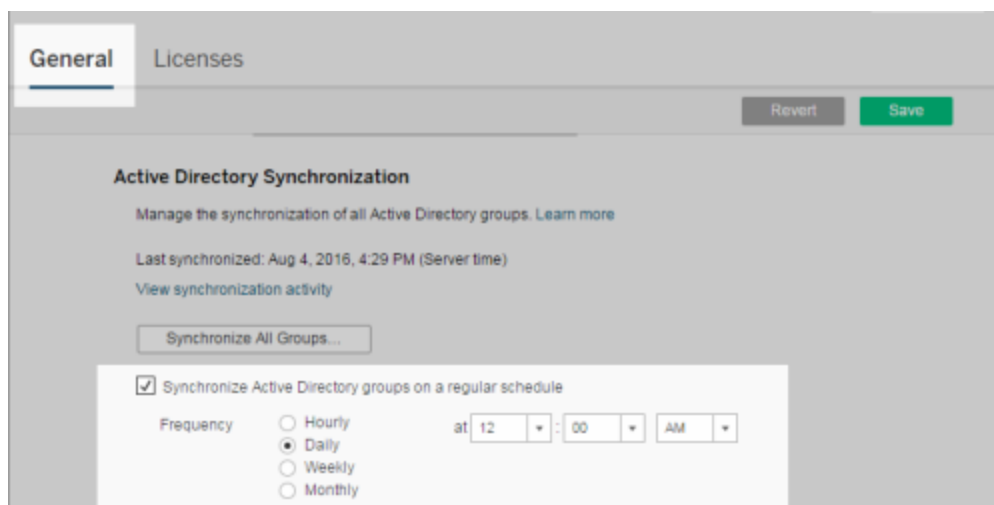 General Licenses
Revert Save
Active Directory Synchronization
Manage the synchronization of all Active Directory groups. Learn more
Last synchronized: Aug 4, 2016, 4:29 PM (Server time)
View synchronization activity
Synchronize All Groups...
Synchronize Active Directory groups on a regular schedule
Frequency Hourly at 12 : 00 AM
Daily
Weekly
Monthly